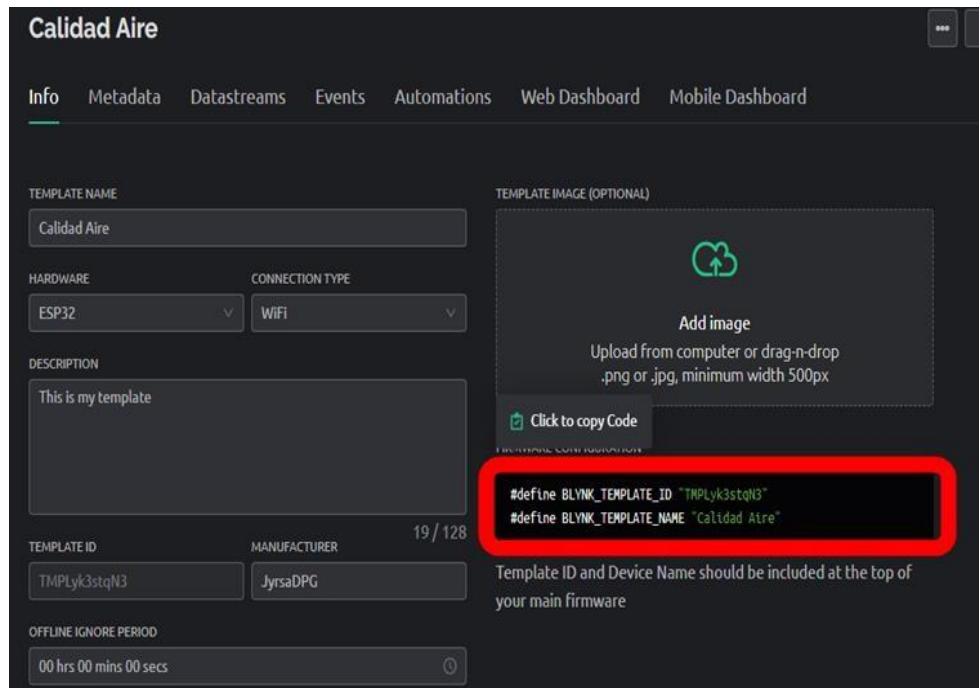 Calidad Aire
Info Metadata Datastreams Events Automations Web Dashboard Mobile Dashboard
TEMPLATE NAME
Calidad Aire
HARDWARE
CONNECTION TYPE
ESP32
WiFi
DESCRIPTION
This is my template
19 / 128
TEMPLATE ID
MANUFACTURER
TMPLyk3stqN3
JyrsaDPG
OFFLINE IGNORE PERIOD
00 hrs 00 mins 00 secs
TEMPLATE IMAGE (OPTIONAL)
Add image
Upload from computer or drag-n-drop
.png or .jpg, minimum width 500px
Click to copy Code
FIRMWARE CONFIGURATION
#define BLYNK_TEMPLATE_ID "TMPLyk3stqN3"
#define BLYNK_TEMPLATE_NAME "Calidad Aire"
Template ID and Device Name should be included at the top of
your main firmware